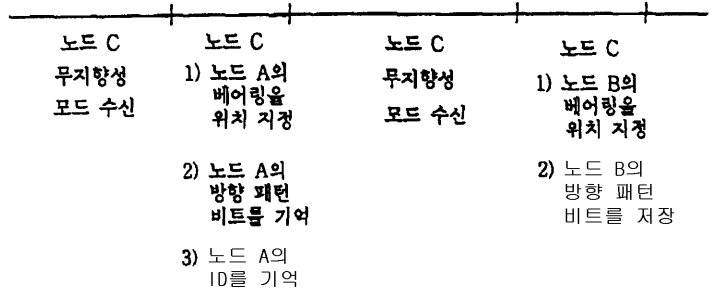 노드 C
무지향성
모드 수신
노드 C
1) 노드 A의
베어링을
위치 지정
2) 노드 A의
방향 패턴
비트를 기억
3) 노드 A의
ID를 기억
노드 C
무지향성
모드 수신
노드 C
1) 노드 B의
베어링을
위치 지정
2) 노드 B의
방향 패턴
비트를 저장